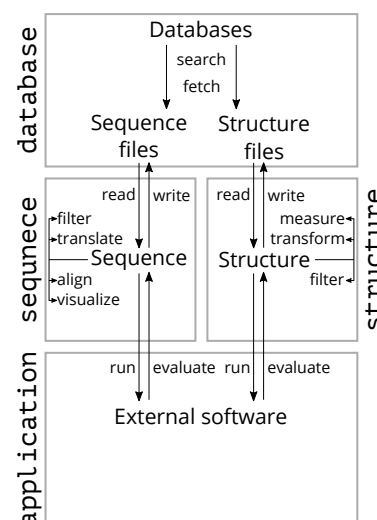 database
Databases
search
fetch
Sequence
files
Structure
files
sequnece
read
write
filter
translate
Sequence
align
visualize
read
write
measure
transform
Structure
filter
structure
run
evaluate
run
evaluate
application
External software